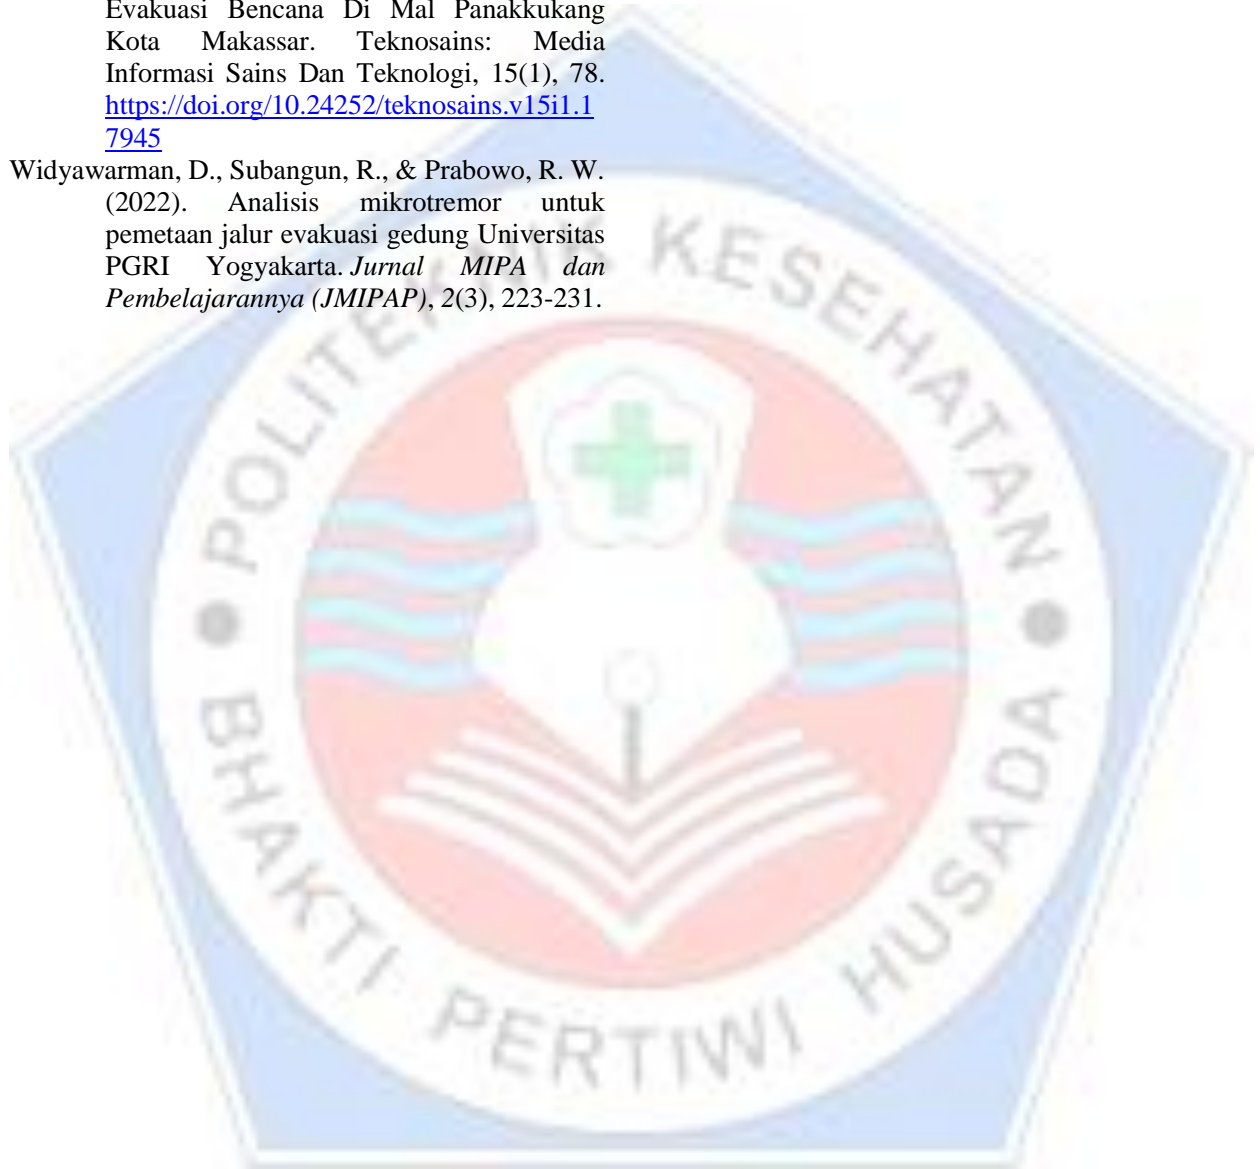 Evakuasi Bencana Di Mal Panakkukang
Kota Makassar. Teknosains: Media
Informasi Sains Dan Teknologi, 15(1), 78.
https://doi.org/10.24252/teknosains.v15i1.1
7945
Widyawarman, D., Subangun, R., & Prabowo, R. W.
(2022). Analisis mikrotremor untuk
pemetaan jalur evakuasi gedung Universitas
PGRI Yogyakarta. Jurnal MIPA dan
Pembelajarannya (JMIPAP), 2(3), 223-231.
POLITEKNIK KESEHATAN
BHAKTI PERTIWI HUSADA